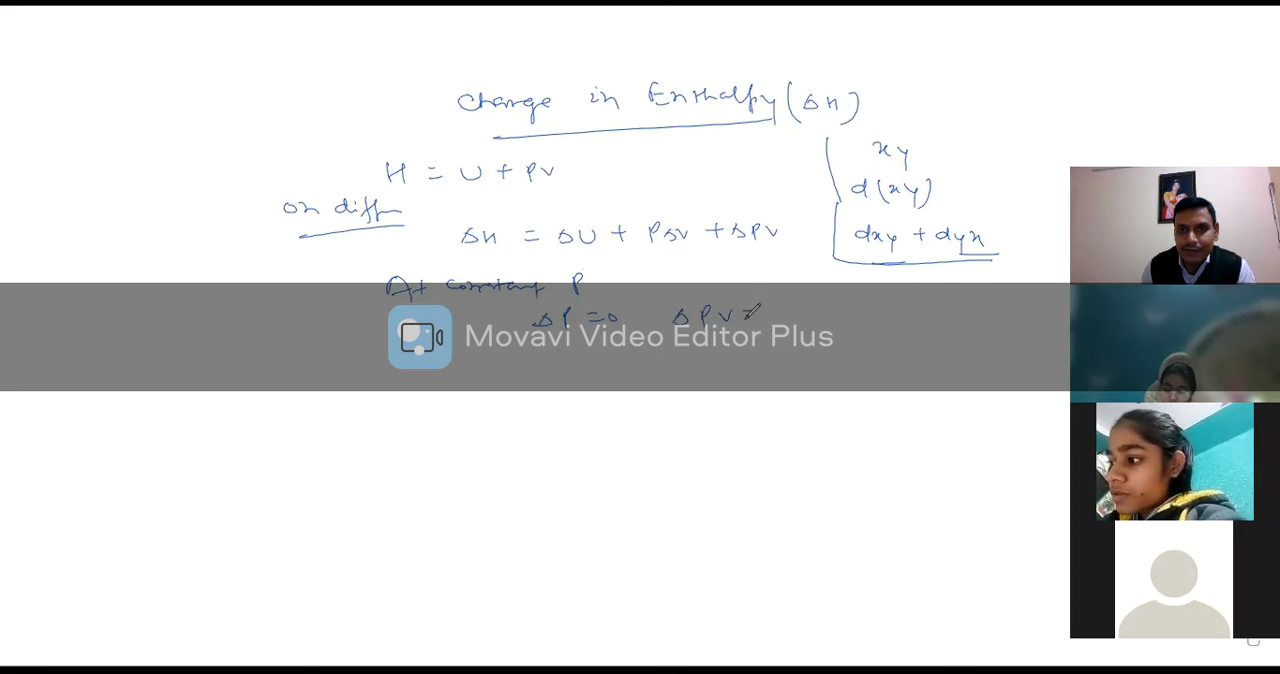 Change in Enthalpy (ΔH)
H = U + PV
on diffn
ΔH = ΔU + PΔV + ΔPV
xy
d(xy)
dxy + dyx
At constant P
ΔP = 0 ΔPV =
Movavi Video Editor Plus